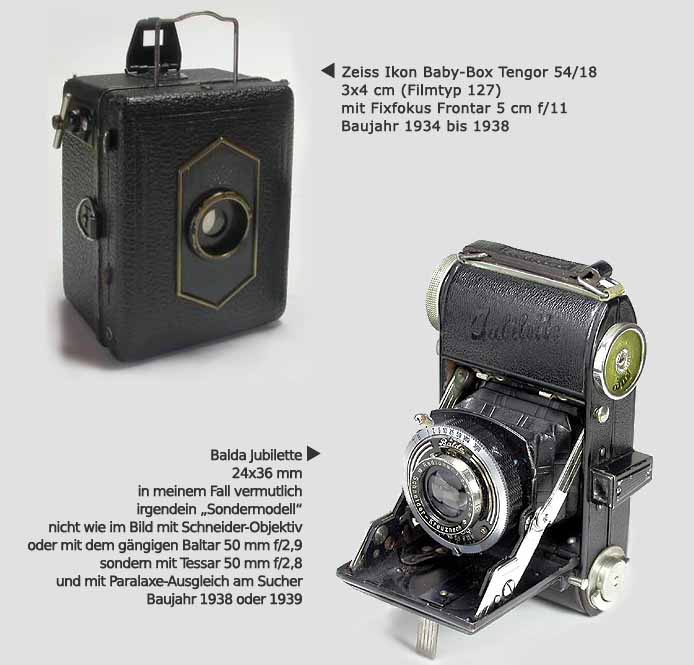 Zeiss Ikon Baby-Box Tengor 54/18
3x4 cm (Filmtyp 127)
mit Fixfokus Frontar 5 cm f/11
Baujahr 1934 bis 1938
Jubilette
Balda Jubilette
24x36 mm
in meinem Fall vermutlich
irgendein „Sondermodell“
nicht wie im Bild mit Schneider-Objektiv
oder mit dem gängigen Baltar 50 mm f/2,9
sondern mit Tessar 50 mm f/2,8
und mit Paralaxe-Ausgleich am Sucher
Baujahr 1938 oder 1939
Balda
Schneider-Kreuznach